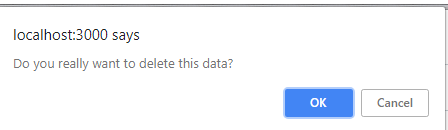 localhost:3000 says
Do you really want to delete this data?
OK Cancel